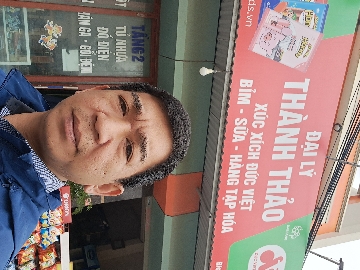 TẦNG 2
TỦ NHỰA
ĐỒ ĐIỆN
ĐẠI LÝ
THÀNH THẢO
XÚC XÍCH ĐỨC VIỆT
BỈM - SỮA - HÀNG TẠP HÓA